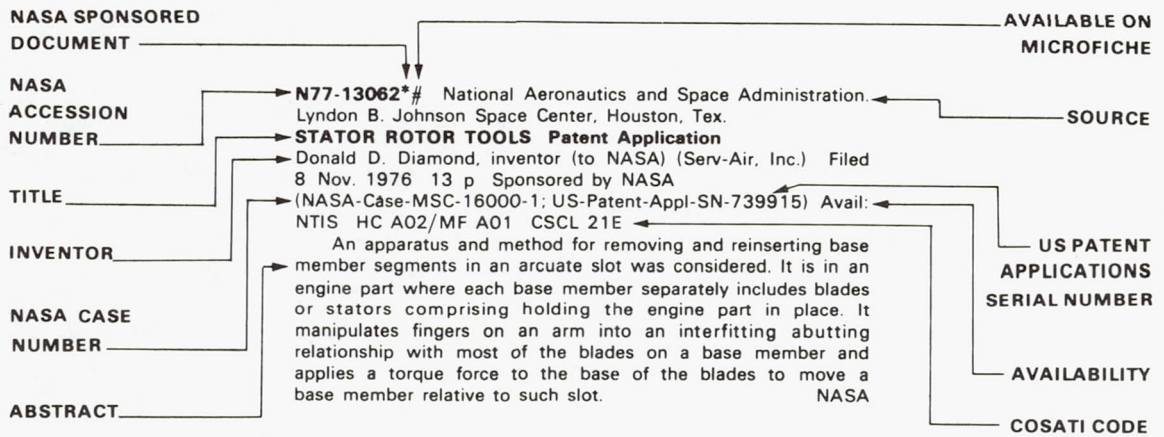 NASA SPONSORED
DOCUMENT
AVAILABLE ON
MICROFICHE
NASA
ACCESSION
NUMBER
N77-13062*# National Aeronautics and Space Administration.
Lyndon B. Johnson Space Center, Houston, Tex.
SOURCE
STATOR ROTOR TOOLS Patent Application
Donald D. Diamond, inventor (to NASA) (Serv-Air, Inc.) Filed
8 Nov. 1976 13 p Sponsored by NASA
TITLE
(NASA-Case-MSC-16000-1; US-Patent-Appl-SN-739915) Avail:
NTIS HC A02/MF A01 CSCL 21E
INVENTOR
US PATENT
APPLICATIONS
SERIAL NUMBER
An apparatus and method for removing and reinserting base
member segments in an arcuate slot was considered. It is in an
engine part where each base member separately includes blades
or stators comprising holding the engine part in place. It
manipulates fingers on an arm into an interfitting abutting
relationship with most of the blades on a base member and
applies a torque force to the base of the blades to move a
base member relative to such slot. NASA
NASA CASE
NUMBER
AVAILABILITY
ABSTRACT
COSATI CODE